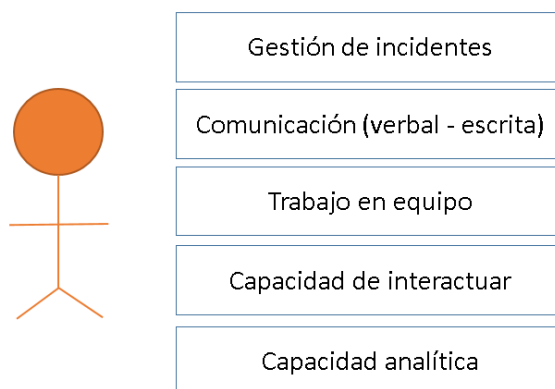 Gestión de incidentes
Comunicación (verbal - escrita)
Trabajo en equipo
Capacidad de interactuar
Capacidad analítica